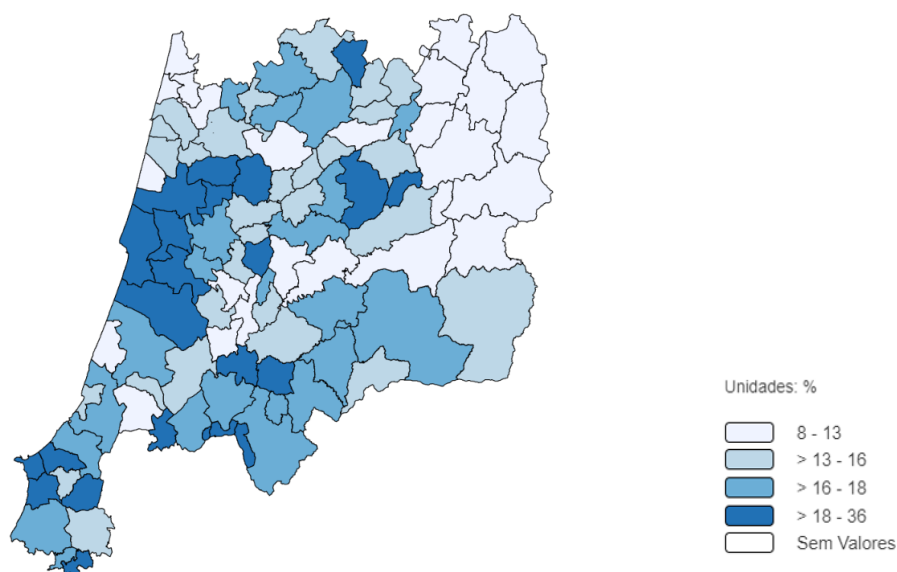 Unidades: %
8 - 13
> 13 - 16
> 16 - 18
> 18 - 36
Sem Valores